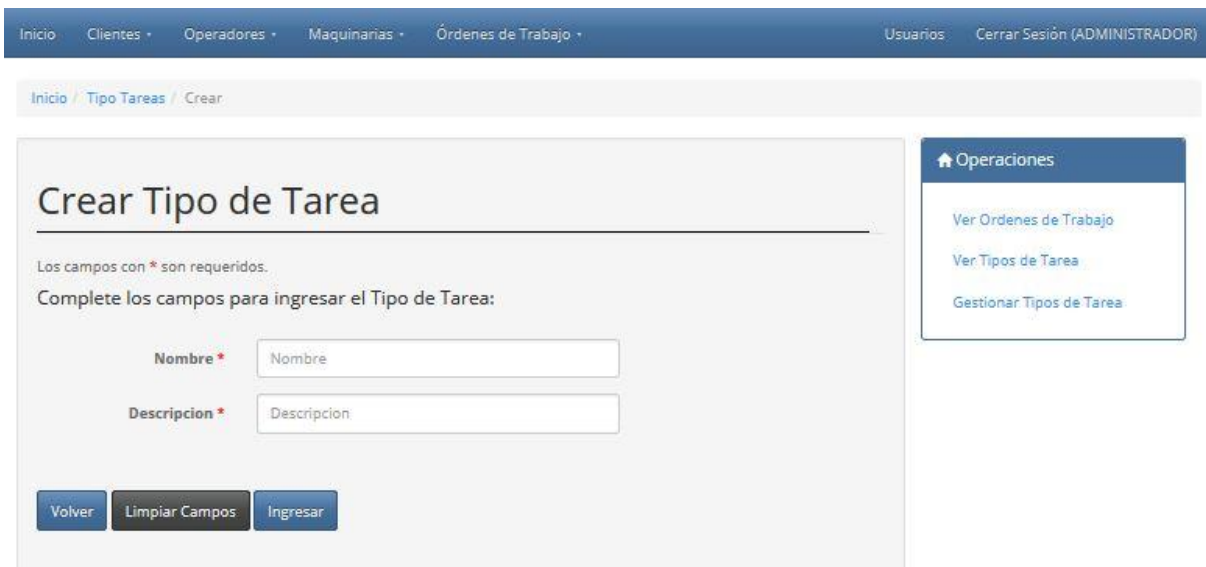 Inicio Clientes Operadores Maquinarias Órdenes de Trabajo Usuarios Cerrar Sesión (ADMINISTRADOR)
Inicio / Tipo Tareas / Crear
Crear Tipo de Tarea
Los campos con * son requeridos.
Complete los campos para ingresar el Tipo de Tarea:
Nombre * Nombre
Descripcion * Descripcion
Volver Limpiar Campos Ingresar
Operaciones
Ver Ordenes de Trabajo
Ver Tipos de Tarea
Gestionar Tipos de Tarea